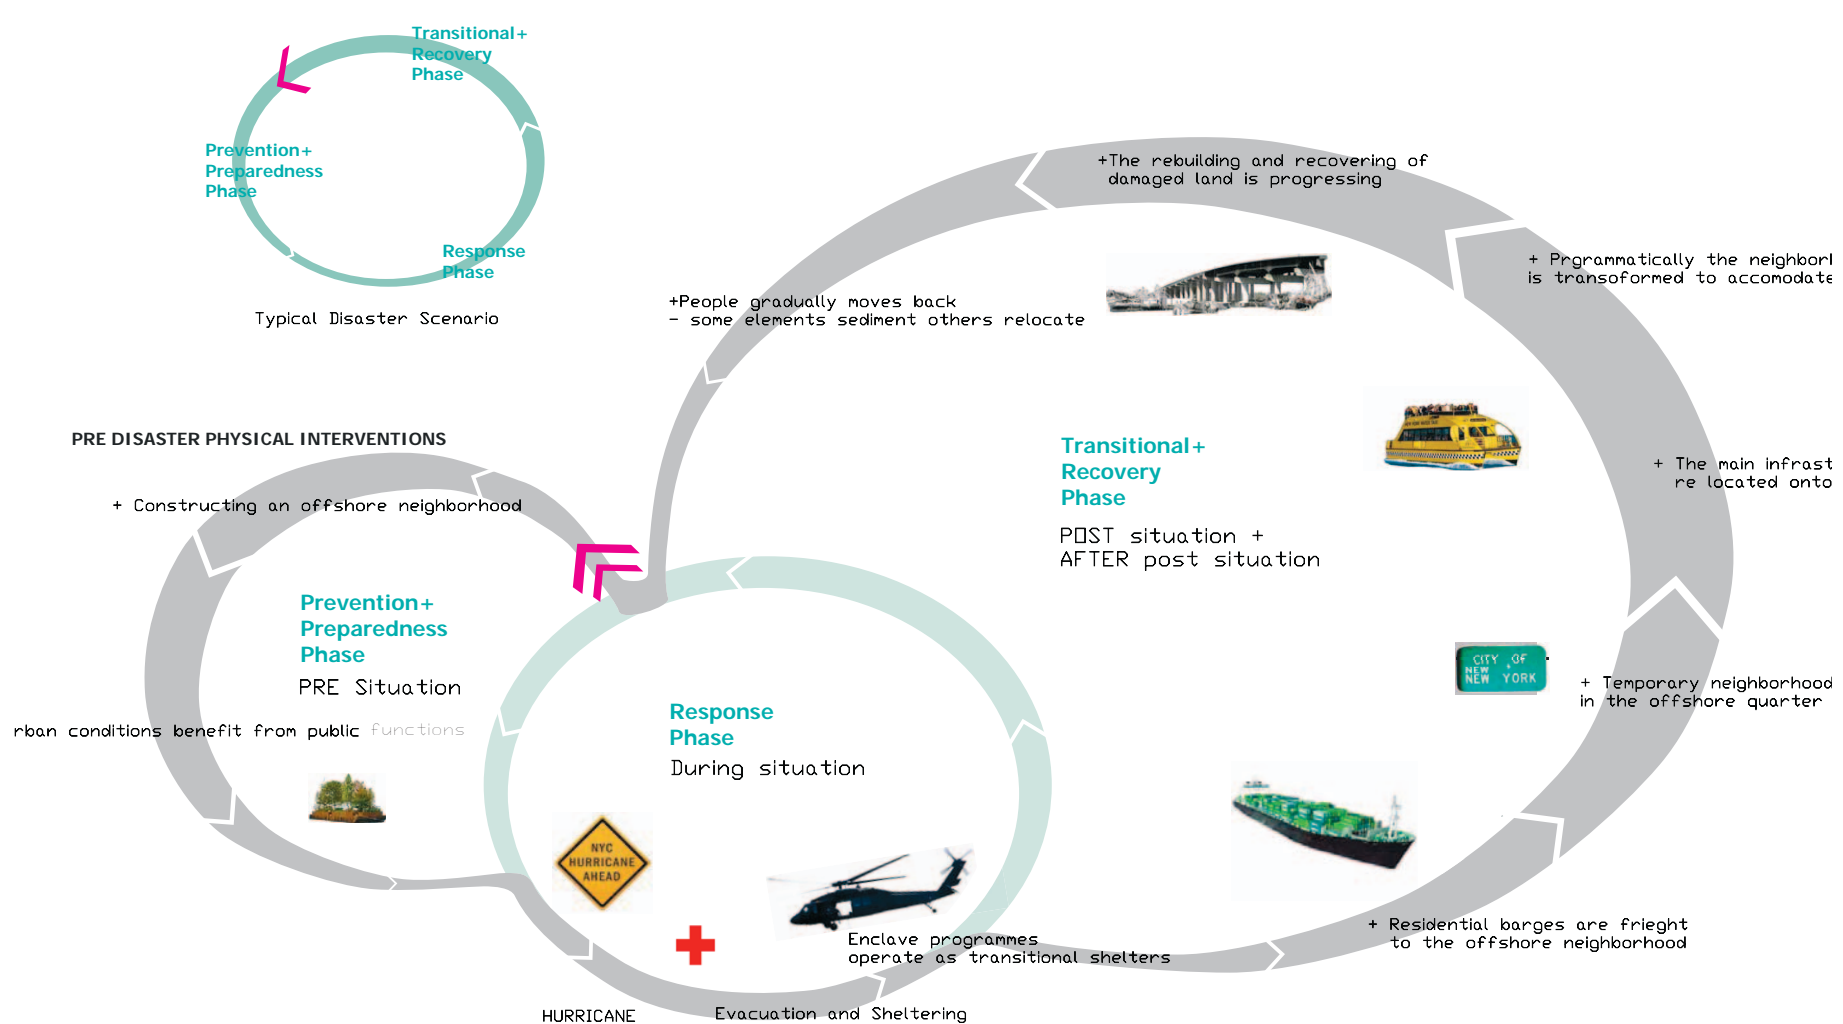 Transitional+
Recovery
Phase
Prevention+
Preparedness
Phase
Response
Phase
Typical Disaster Scenario
+The rebuilding and recovering of
damaged land is progressing
+ Prgrammatically the neighbor
is transoformed to accomodate
+People gradually moves back
- some elements sediment others relocate
PRE DISASTER PHYSICAL INTERVENTIONS
+ Constructing an offshore neighborhood
Transitional+
Recovery
Phase
POST situation +
AFTER post situation
+ The main infrast
re located onto
Prevention+
Preparedness
Phase
PRE Situation
rban conditions benefit from public functions
Response
Phase
During situation
CITY OF
NEW
NEW YORK
+ Temporary neighborhood
in the offshore quarter
NYC
HURRICANE
AHEAD
Enclave programmes
operate as transitional shelters
+ Residential barges are frieght
to the offshore neighborhood
HURRICANE
Evacuation and Sheltering